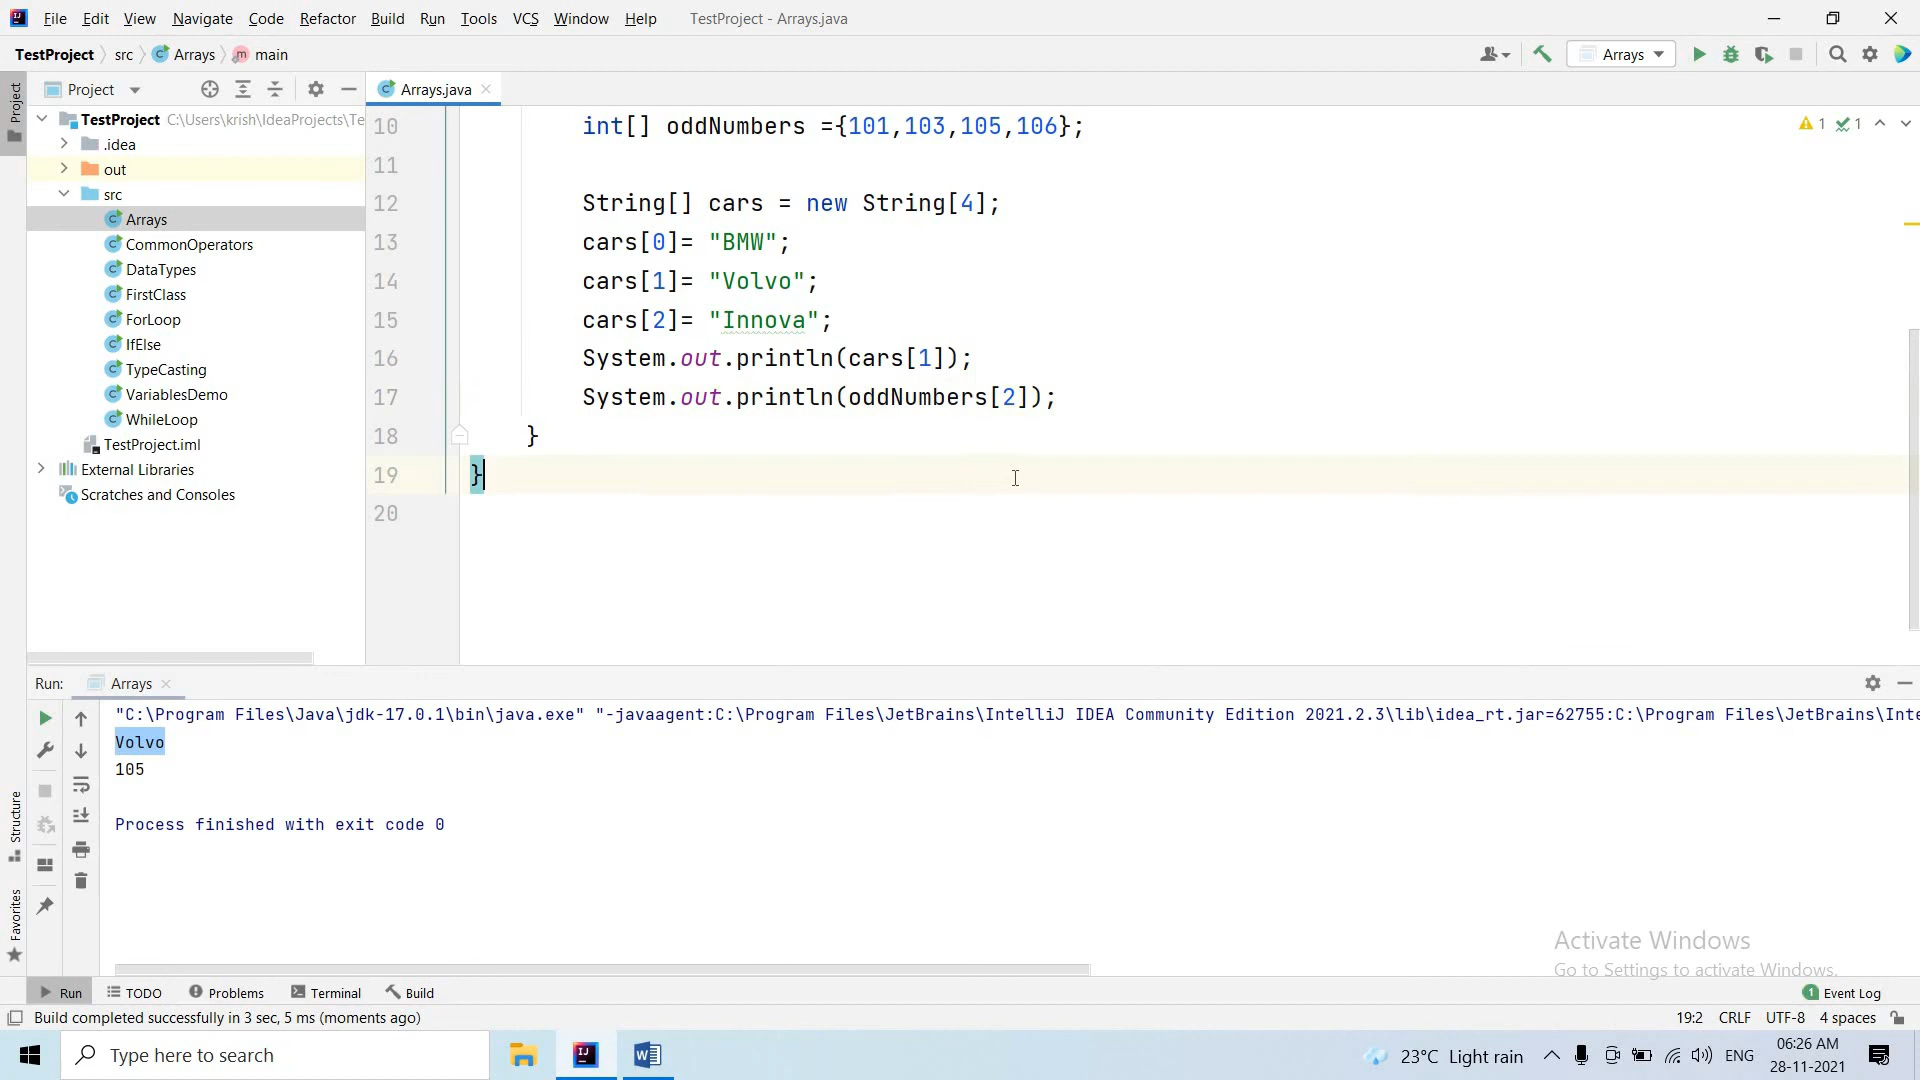 File Edit View Navigate Code Refactor Build Run Tools VCS Window Help TestProject - Arrays.java
TestProject src Arrays main
Arrays
Project
Project
Arrays.java
TestProject C:\Users\krish\IdeaProjects\Te
.idea
out
src
Arrays
CommonOperators
DataTypes
FirstClass
ForLoop
IfElse
TypeCasting
VariablesDemo
WhileLoop
TestProject.iml
External Libraries
Scratches and Consoles
1 1
10 int[] oddNumbers ={101,103,105,106};
11
12 String[] cars = new String[4];
13 cars[0]= "BMW";
14 cars[1]= "Volvo";
15 cars[2]= "Innova";
16 System.out.println(cars[1]);
17 System.out.println(oddNumbers[2]);
18 }
19 }
20
Run: Arrays
"C:\Program Files\Java\jdk-17.0.1\bin\java.exe" "-javaagent:C:\Program Files\JetBrains\IntelliJ IDEA Community Edition 2021.2.3\lib\idea_rt.jar=62755:C:\Program Files\JetBrains\Inte
Volvo
105
Process finished with exit code 0
Structure
Favorites
Activate Windows
Go to Settings to activate Windows.
Run TODO Problems Terminal Build 1 Event Log
Build completed successfully in 3 sec, 5 ms (moments ago) 19:2 CRLF UTF-8 4 spaces
Type here to search
23°C Light rain ENG
06:26 AM
28-11-2021